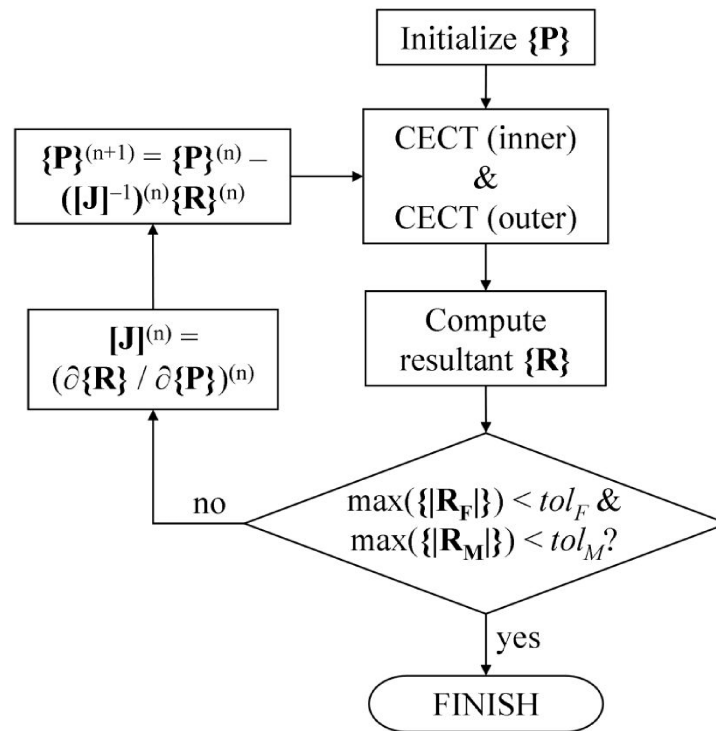 Initialize {P}
CECT (inner)
&
CECT (outer)
Compute
resultant {R}
max({|R_F|}) < tol_F &
max({|R_M|}) < tol_M?
no
yes
FINISH
[J]⁽ⁿ⁾ =
(∂{R} / ∂{P})⁽ⁿ⁾
{P}⁽ⁿ⁺¹⁾ = {P}⁽ⁿ⁾ –
([J]⁻¹)⁽ⁿ⁾{R}⁽ⁿ⁾